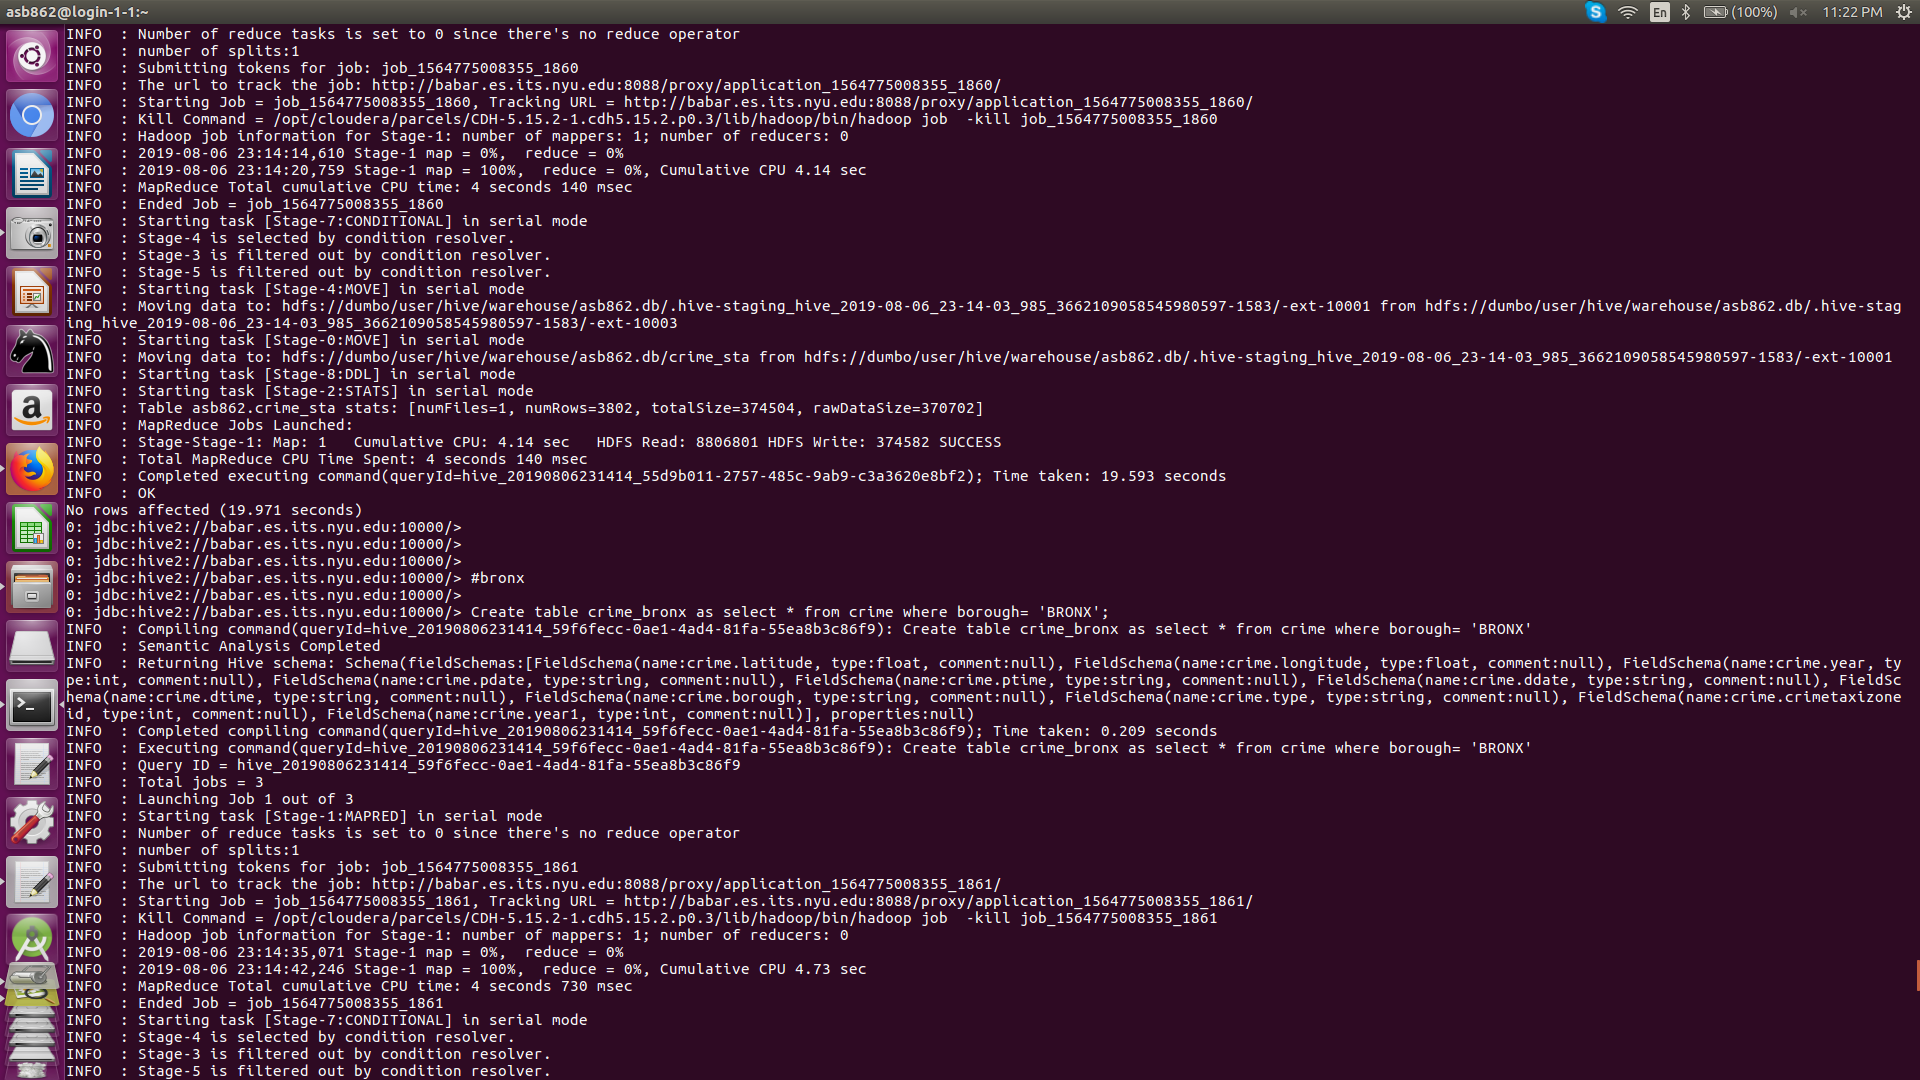 asb862@login-1-1:~
En
(100%)
11:22 PM
INFO  : Number of reduce tasks is set to 0 since there's no reduce operator
INFO  : number of splits:1
INFO  : Submitting tokens for job: job_1564775008355_1860
INFO  : The url to track the job: http://babar.es.its.nyu.edu:8088/proxy/application_1564775008355_1860/
INFO  : Starting Job = job_1564775008355_1860, Tracking URL = http://babar.es.its.nyu.edu:8088/proxy/application_1564775008355_1860/
INFO  : Kill Command = /opt/cloudera/parcels/CDH-5.15.2-1.cdh5.15.2.p0.3/lib/hadoop/bin/hadoop job  -kill job_1564775008355_1860
INFO  : Hadoop job information for Stage-1: number of mappers: 1; number of reducers: 0
INFO  : 2019-08-06 23:14:14,610 Stage-1 map = 0%,  reduce = 0%
INFO  : 2019-08-06 23:14:20,759 Stage-1 map = 100%,  reduce = 0%, Cumulative CPU 4.14 sec
INFO  : MapReduce Total cumulative CPU time: 4 seconds 140 msec
INFO  : Ended Job = job_1564775008355_1860
INFO  : Starting task [Stage-7:CONDITIONAL] in serial mode
INFO  : Stage-4 is selected by condition resolver.
INFO  : Stage-3 is filtered out by condition resolver.
INFO  : Stage-5 is filtered out by condition resolver.
INFO  : Starting task [Stage-4:MOVE] in serial mode
INFO  : Moving data to: hdfs://dumbo/user/hive/warehouse/asb862.db/.hive-staging_hive_2019-08-06_23-14-03_985_3662109058545980597-1583/-ext-10001 from hdfs://dumbo/user/hive/warehouse/asb862.db/.hive-stag
ing_hive_2019-08-06_23-14-03_985_3662109058545980597-1583/-ext-10003
INFO  : Starting task [Stage-0:MOVE] in serial mode
INFO  : Moving data to: hdfs://dumbo/user/hive/warehouse/asb862.db/crime_sta from hdfs://dumbo/user/hive/warehouse/asb862.db/.hive-staging_hive_2019-08-06_23-14-03_985_3662109058545980597-1583/-ext-10001
INFO  : Starting task [Stage-8:DDL] in serial mode
INFO  : Starting task [Stage-2:STATS] in serial mode
INFO  : Table asb862.crime_sta stats: [numFiles=1, numRows=3802, totalSize=374504, rawDataSize=370702]
INFO  : MapReduce Jobs Launched:
INFO  : Stage-Stage-1: Map: 1   Cumulative CPU: 4.14 sec   HDFS Read: 8806801 HDFS Write: 374582 SUCCESS
INFO  : Total MapReduce CPU Time Spent: 4 seconds 140 msec
INFO  : Completed executing command(queryId=hive_20190806231414_55d9b011-2757-485c-9ab9-c3a3620e8bf2); Time taken: 19.593 seconds
INFO  : OK
No rows affected (19.971 seconds)
0: jdbc:hive2://babar.es.its.nyu.edu:10000/>
0: jdbc:hive2://babar.es.its.nyu.edu:10000/>
0: jdbc:hive2://babar.es.its.nyu.edu:10000/>
0: jdbc:hive2://babar.es.its.nyu.edu:10000/> #bronx
0: jdbc:hive2://babar.es.its.nyu.edu:10000/>
0: jdbc:hive2://babar.es.its.nyu.edu:10000/> Create table crime_bronx as select * from crime where borough= 'BRONX';
INFO  : Compiling command(queryId=hive_20190806231414_59f6fecc-0ae1-4ad4-81fa-55ea8b3c86f9): Create table crime_bronx as select * from crime where borough= 'BRONX'
INFO  : Semantic Analysis Completed
INFO  : Returning Hive schema: Schema(fieldSchemas:[FieldSchema(name:crime.latitude, type:float, comment:null), FieldSchema(name:crime.longitude, type:float, comment:null), FieldSchema(name:crime.year, ty
pe:int, comment:null), FieldSchema(name:crime.pdate, type:string, comment:null), FieldSchema(name:crime.ptime, type:string, comment:null), FieldSchema(name:crime.ddate, type:string, comment:null), FieldSc
hema(name:crime.dtime, type:string, comment:null), FieldSchema(name:crime.borough, type:string, comment:null), FieldSchema(name:crime.type, type:string, comment:null), FieldSchema(name:crime.crimetaxizone
id, type:int, comment:null), FieldSchema(name:crime.year1, type:int, comment:null)], properties:null)
INFO  : Completed compiling command(queryId=hive_20190806231414_59f6fecc-0ae1-4ad4-81fa-55ea8b3c86f9); Time taken: 0.209 seconds
INFO  : Executing command(queryId=hive_20190806231414_59f6fecc-0ae1-4ad4-81fa-55ea8b3c86f9): Create table crime_bronx as select * from crime where borough= 'BRONX'
INFO  : Query ID = hive_20190806231414_59f6fecc-0ae1-4ad4-81fa-55ea8b3c86f9
INFO  : Total jobs = 3
INFO  : Launching Job 1 out of 3
INFO  : Starting task [Stage-1:MAPRED] in serial mode
INFO  : Number of reduce tasks is set to 0 since there's no reduce operator
INFO  : number of splits:1
INFO  : Submitting tokens for job: job_1564775008355_1861
INFO  : The url to track the job: http://babar.es.its.nyu.edu:8088/proxy/application_1564775008355_1861/
INFO  : Starting Job = job_1564775008355_1861, Tracking URL = http://babar.es.its.nyu.edu:8088/proxy/application_1564775008355_1861/
INFO  : Kill Command = /opt/cloudera/parcels/CDH-5.15.2-1.cdh5.15.2.p0.3/lib/hadoop/bin/hadoop job  -kill job_1564775008355_1861
INFO  : Hadoop job information for Stage-1: number of mappers: 1; number of reducers: 0
INFO  : 2019-08-06 23:14:35,071 Stage-1 map = 0%,  reduce = 0%
INFO  : 2019-08-06 23:14:42,246 Stage-1 map = 100%,  reduce = 0%, Cumulative CPU 4.73 sec
INFO  : MapReduce Total cumulative CPU time: 4 seconds 730 msec
INFO  : Ended Job = job_1564775008355_1861
INFO  : Starting task [Stage-7:CONDITIONAL] in serial mode
INFO  : Stage-4 is selected by condition resolver.
INFO  : Stage-3 is filtered out by condition resolver.
INFO  : Stage-5 is filtered out by condition resolver.